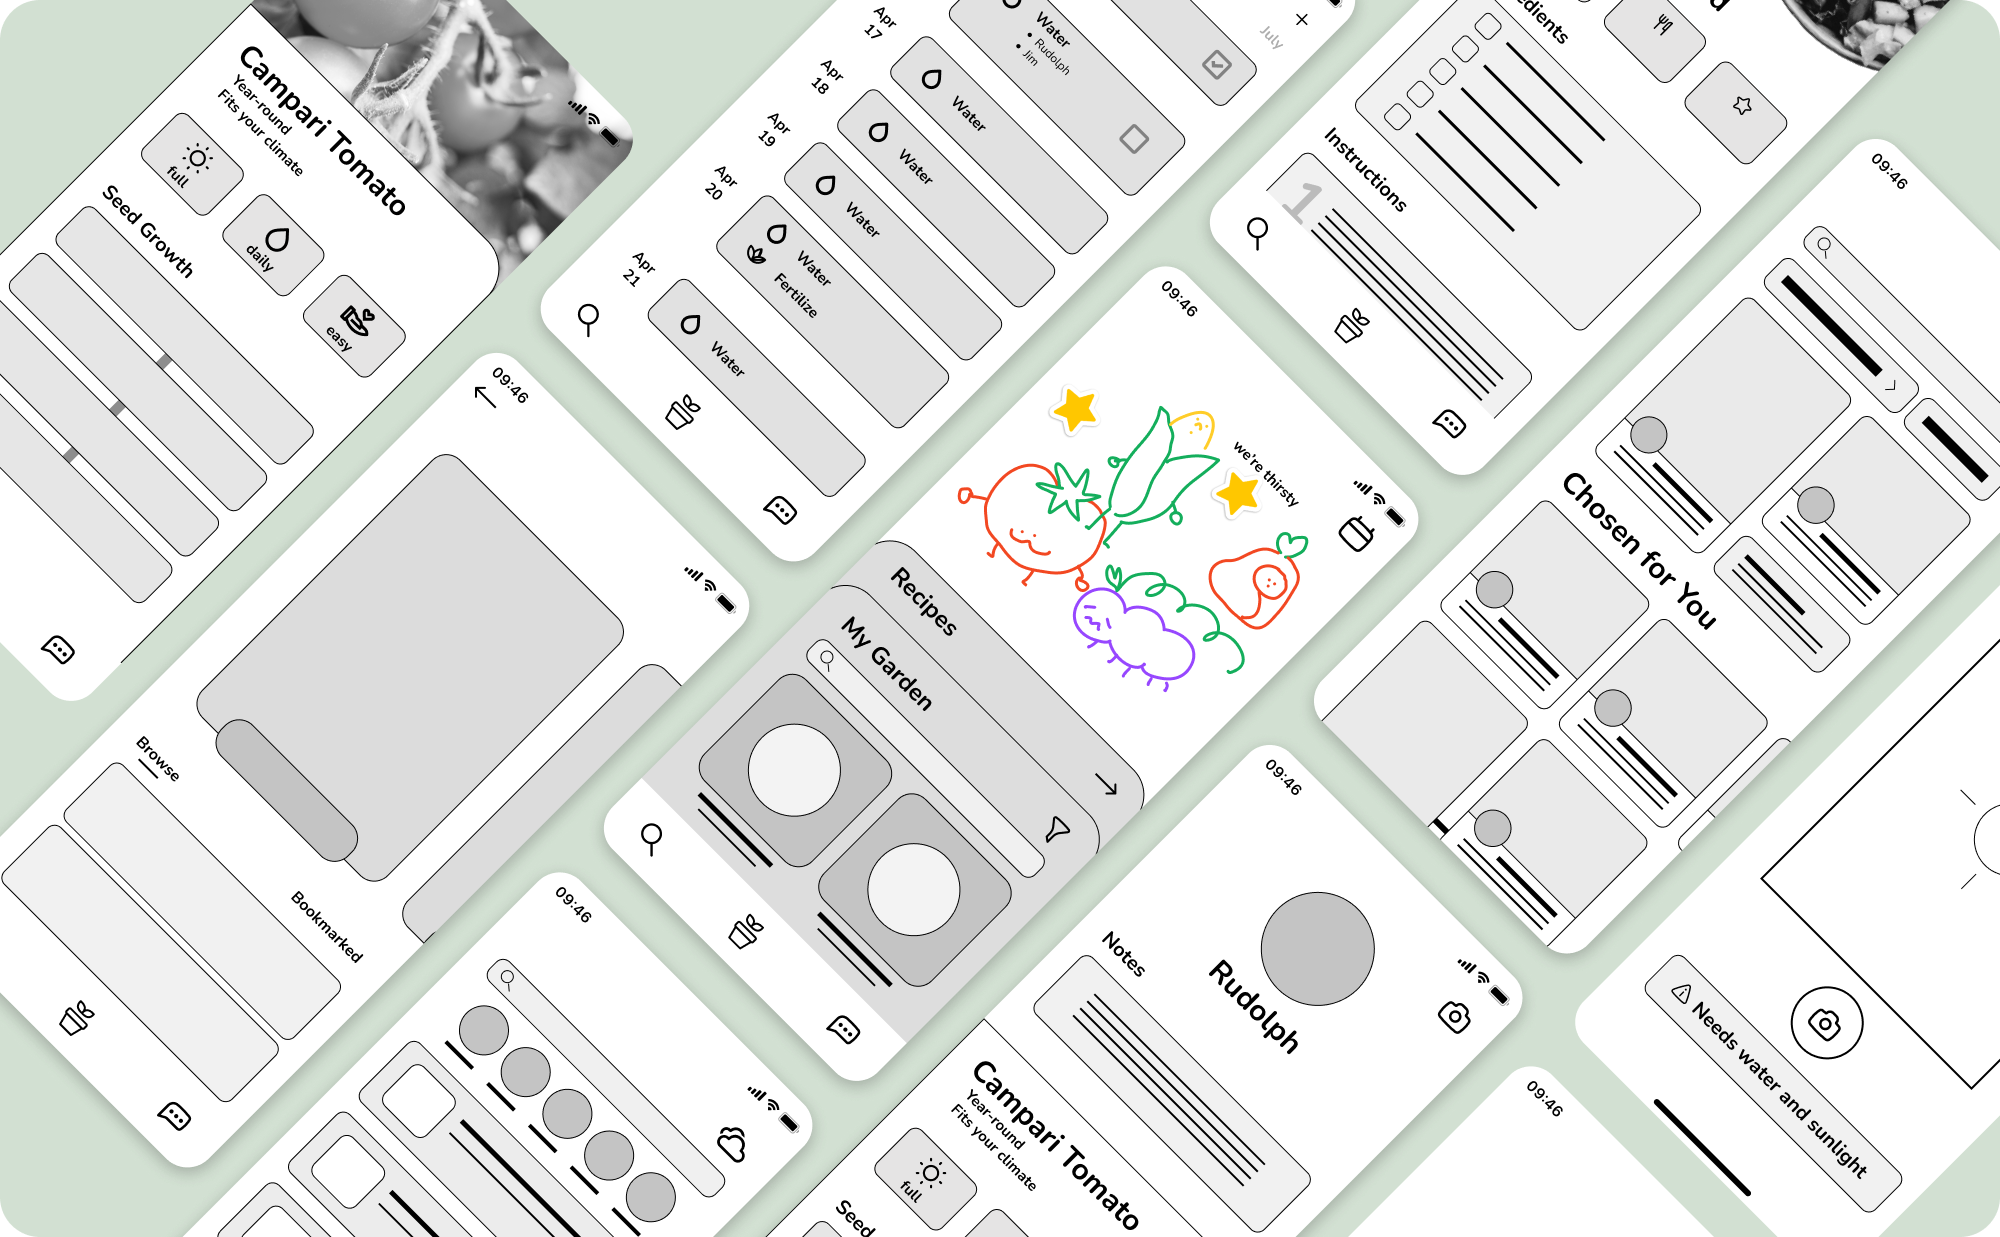 Campari Tomato
Year-round
Fits your climate
full
daily
easy
Seed Growth
Apr
17
Apr
18
Apr
19
Apr
20
Apr
21
Water
• Rudolph
• Jim
Water
Water
Water
Water
Fertilize
Water
July
Instructions
1
09:46
Browse
Bookmarked
09:46
we're thirsty
Recipes
My Garden
09:46
Chosen for You
09:46
09:46
Rudolph
Notes
Campari Tomato
Year-round
Fits your climate
full
Seed
Needs water and sunlight
09:46